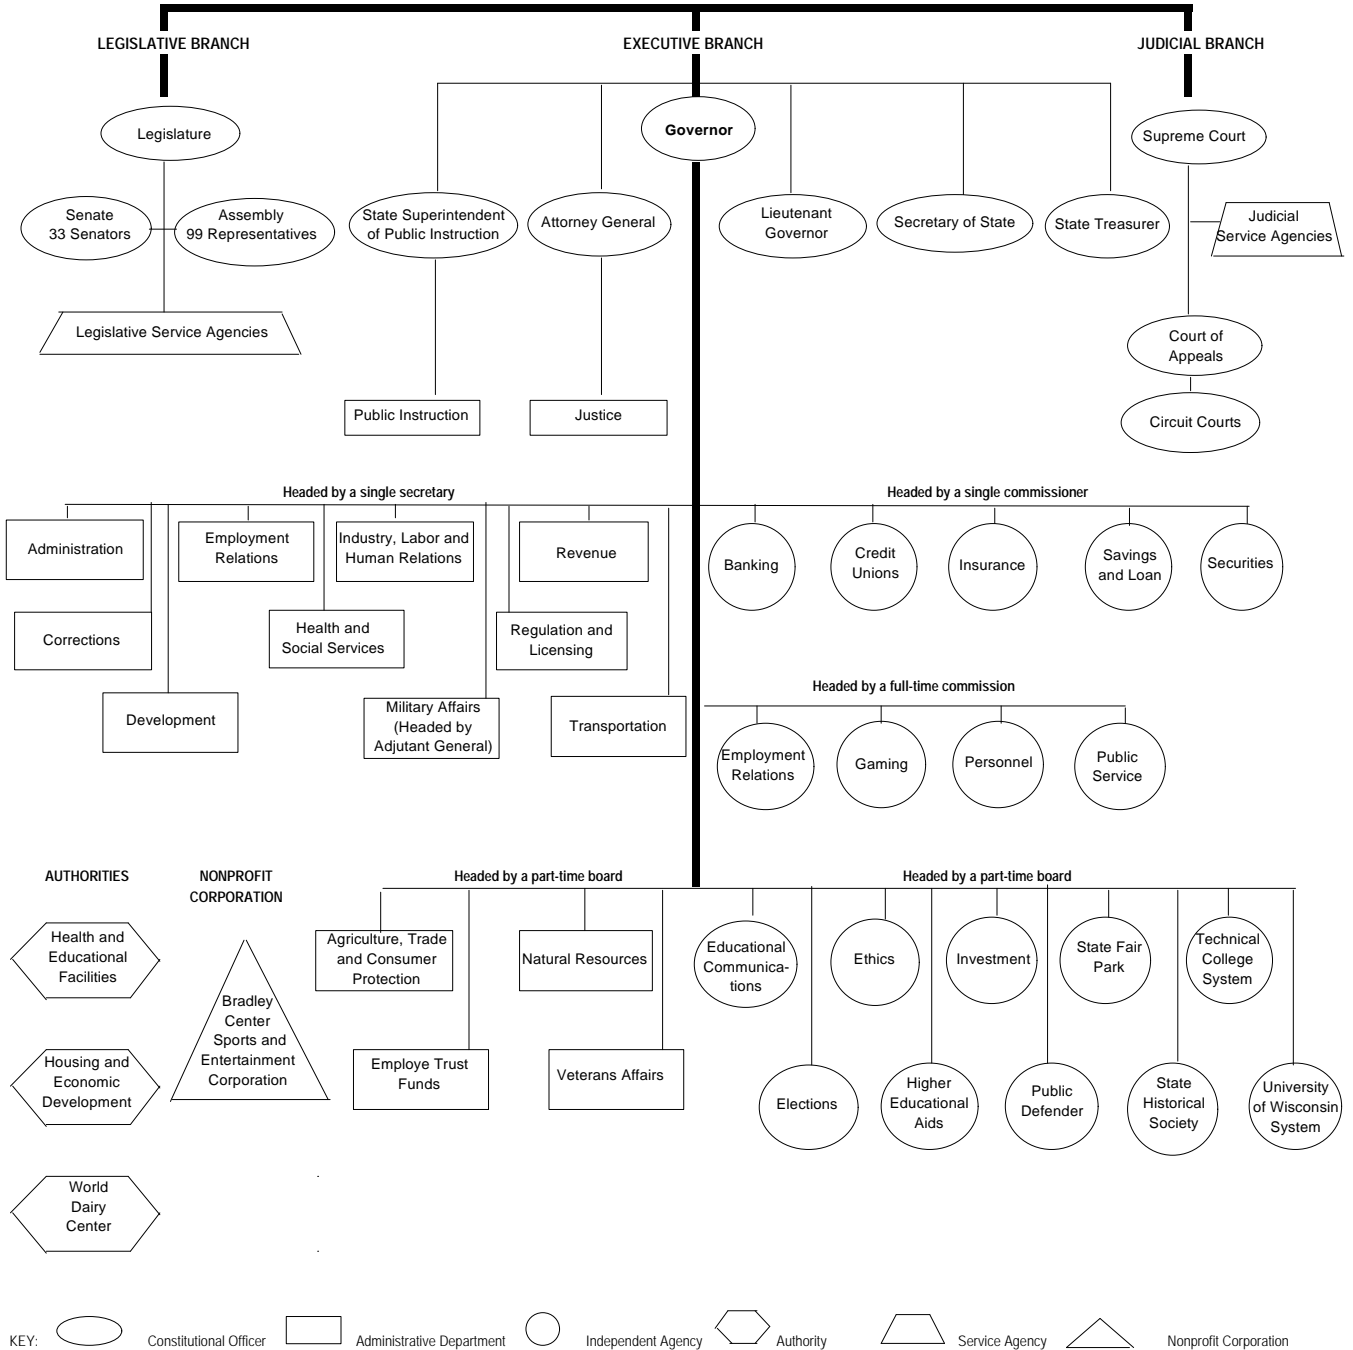 LEGISLATIVE BRANCH
EXECUTIVE BRANCH
JUDICIAL BRANCH
Legislature
Governor
Supreme Court
Senate
33 Senators
Assembly
99 Representatives
State Superintendent
of Public Instruction
Attorney General
Lieutenant
Governor
Secretary of State
State Treasurer
Judicial
Service Agencies
Legislative Service Agencies
Court of
Appeals
Public Instruction
Justice
Circuit Courts
Headed by a single secretary
Administration
Employment
Relations
Industry, Labor and
Human Relations
Revenue
Corrections
Health and
Social Services
Regulation and
Licensing
Development
Military Affairs
(Headed by
Adjutant General)
Transportation
Headed by a single commissioner
Banking
Credit
Unions
Insurance
Savings
and Loan
Securities
Headed by a full-time commission
Employment
Relations
Gaming
Personnel
Public
Service
AUTHORITIES
Health and
Educational
Facilities
Housing and
Economic
Development
World
Dairy
Center
NONPROFIT
CORPORATION
Bradley
Center
Sports and
Entertainment
Corporation
Headed by a part-time board
Agriculture, Trade
and Consumer
Protection
Natural Resources
Employe Trust
Funds
Veterans Affairs
Headed by a part-time board
Educational
Communica-
tions
Ethics
Investment
State Fair
Park
Technical
College
System
Elections
Higher
Educational
Aids
Public
Defender
State
Historical
Society
University
of Wisconsin
System
KEY:
Constitutional Officer
Administrative Department
Independent Agency
Authority
Service Agency
Nonprofit Corporation